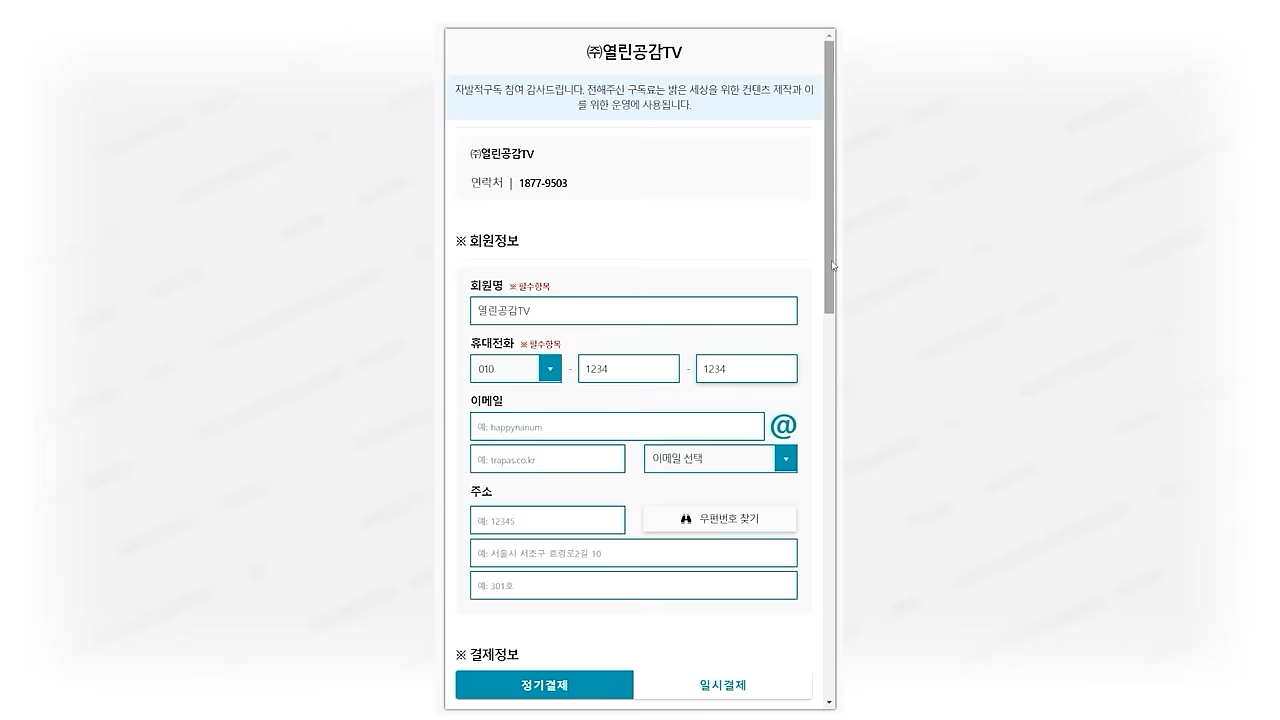 ㈜열린공감TV
자발적구독 참여 감사드립니다. 전해주신 구독료는 밝은 세상을 위한 컨텐츠 제작과 이
를 위한 운영에 사용됩니다.
㈜열린공감TV
연락처 | 1877-9503
※ 회원정보
회원명 ※ 필수항목
열린공감TV
휴대전화 ※ 필수항목
010 - 1234 - 1234
이메일
예: happynanum @
예: trapas.co.kr 이메일 선택
주소
예: 12345 우편번호 찾기
예: 서울시 서초구 효령로2길 10
예: 301호
※ 결제정보
정기결제 일시결제